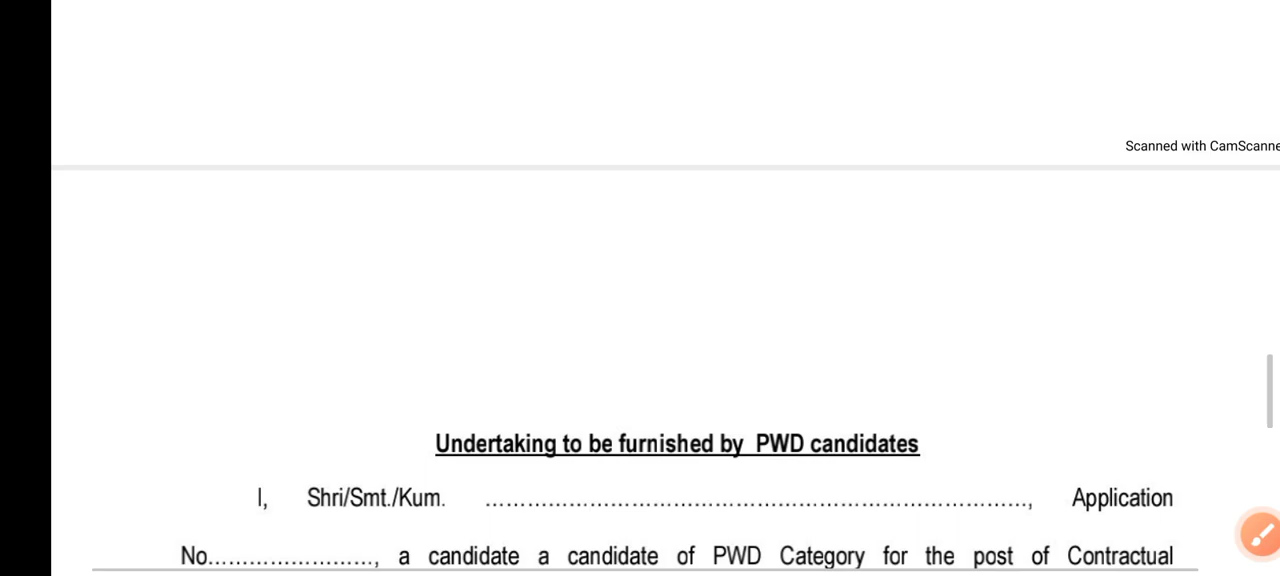 Scanned with CamScanne
Undertaking to be furnished by PWD candidates
I, Shri/Smt./Kum. ……………………………………………………………………, Application
No……………………, a candidate a candidate of PWD Category for the post of Contractual